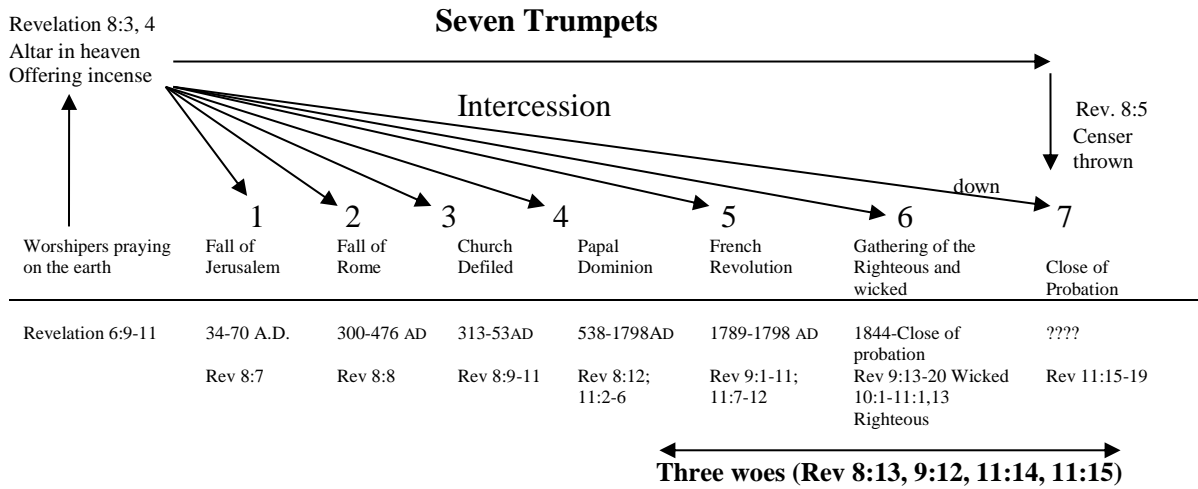 Seven Trumpets
Revelation 8:3, 4
Altar in heaven
Offering incense
Intercession
Rev. 8:5
Censer
thrown
down
1 2 3 4 5 6 7
Worshipers praying
on the earth
Fall of
Jerusalem
Fall of
Rome
Church
Defiled
Papal
Dominion
French
Revolution
Gathering of the
Righteous and
wicked
Close of
Probation
Revelation 6:9-11
34-70 A.D.
Rev 8:7
300-476 AD
Rev 8:8
313-53AD
Rev 8:9-11
538-1798AD
Rev 8:12;
11:2-6
1789-1798 AD
Rev 9:1-11;
11:7-12
1844-Close of
probation
Rev 9:13-20 Wicked
10:1-11:1,13
Righteous
????
Rev 11:15-19
Three woes (Rev 8:13, 9:12, 11:14, 11:15)